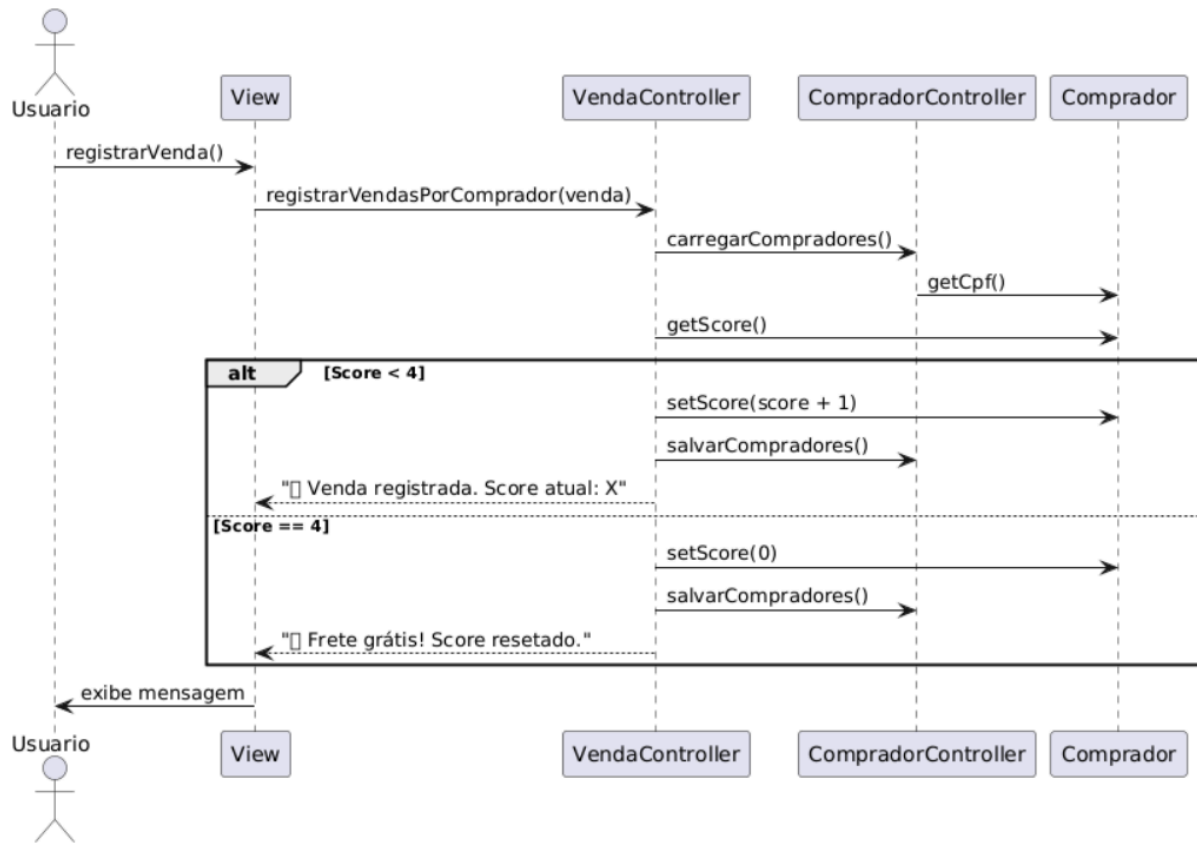 Usuario
View
VendaController
CompradorController
Comprador
registrarVenda()
registrarVendasPorComprador(venda)
carregarCompradores()
getCpf()
getScore()
alt
[Score < 4]
setScore(score + 1)
salvarCompradores()
"▯ Venda registrada. Score atual: X"
[Score == 4]
setScore(0)
salvarCompradores()
"▯ Frete grátis! Score resetado."
exibe mensagem
Usuario
View
VendaController
CompradorController
Comprador